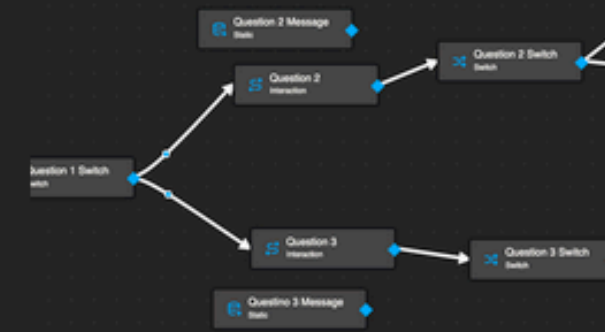 Question 2 Message
Static
Question 2 Switch
Switch
Question 2
Interaction
Question 1 Switch
witch
Question 3
Interaction
Question 3 Switch
Switch
Questino 3 Message
Static